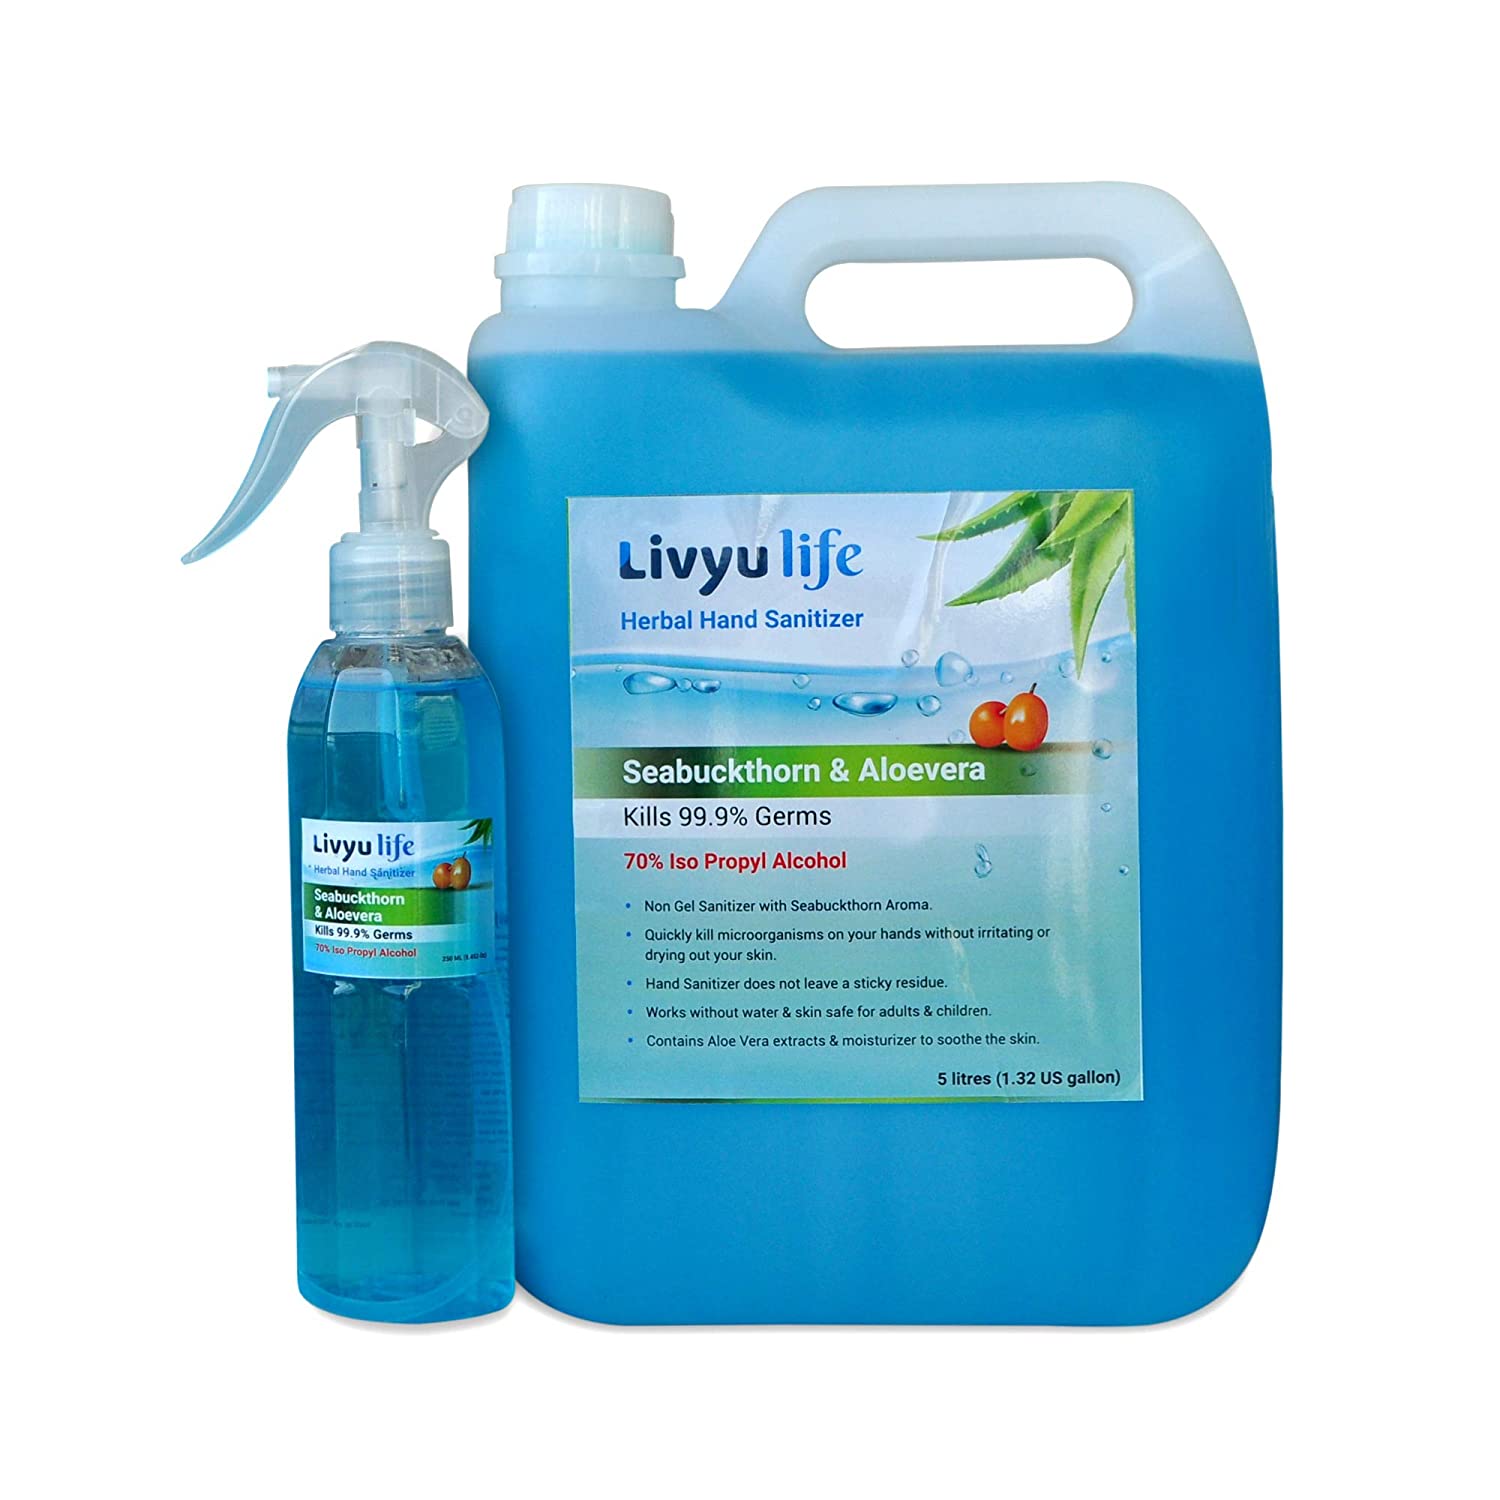 Livyu life
Herbal Hand Sanitizer
Seabuckthorn
& Aloevera
Kills 99.9% Germs
70% Iso Propyl Alcohol
Livyu life
Herbal Hand Sanitizer
Seabuckthorn & Aloevera
Kills 99.9% Germs
70% Iso Propyl Alcohol
• Non Gel Sanitizer with Seabuckthorn Aroma.
• Quickly kill microorganisms on your hands without irritating or
drying out your skin.
• Hand Sanitizer does not leave a sticky residue.
• Works without water & skin safe for adults & children.
• Contains Aloe Vera extracts & moisturizer to soothe the skin.
5 litres (1.32 US gallon)